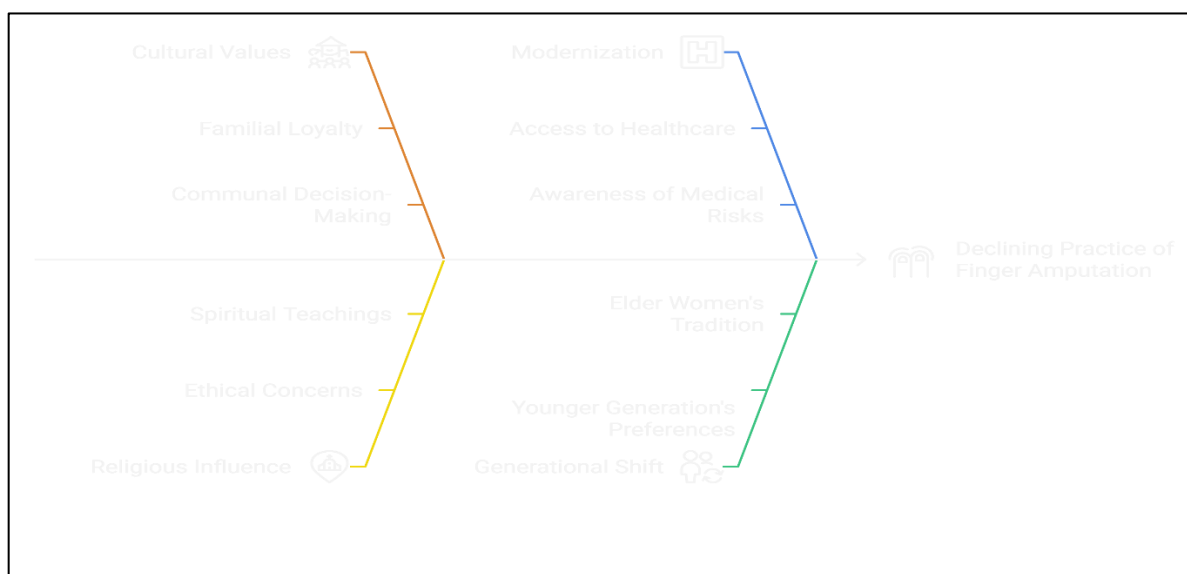 Cultural Values
Modernization
Familial Loyalty
Access to Healthcare
Communal Decision-
Making
Awareness of Medical
Risks
Declining Practice of
Finger Amputation
Spiritual Teachings
Elder Women's
Tradition
Ethical Concerns
Younger Generation's
Preferences
Religious Influence
Generational Shift